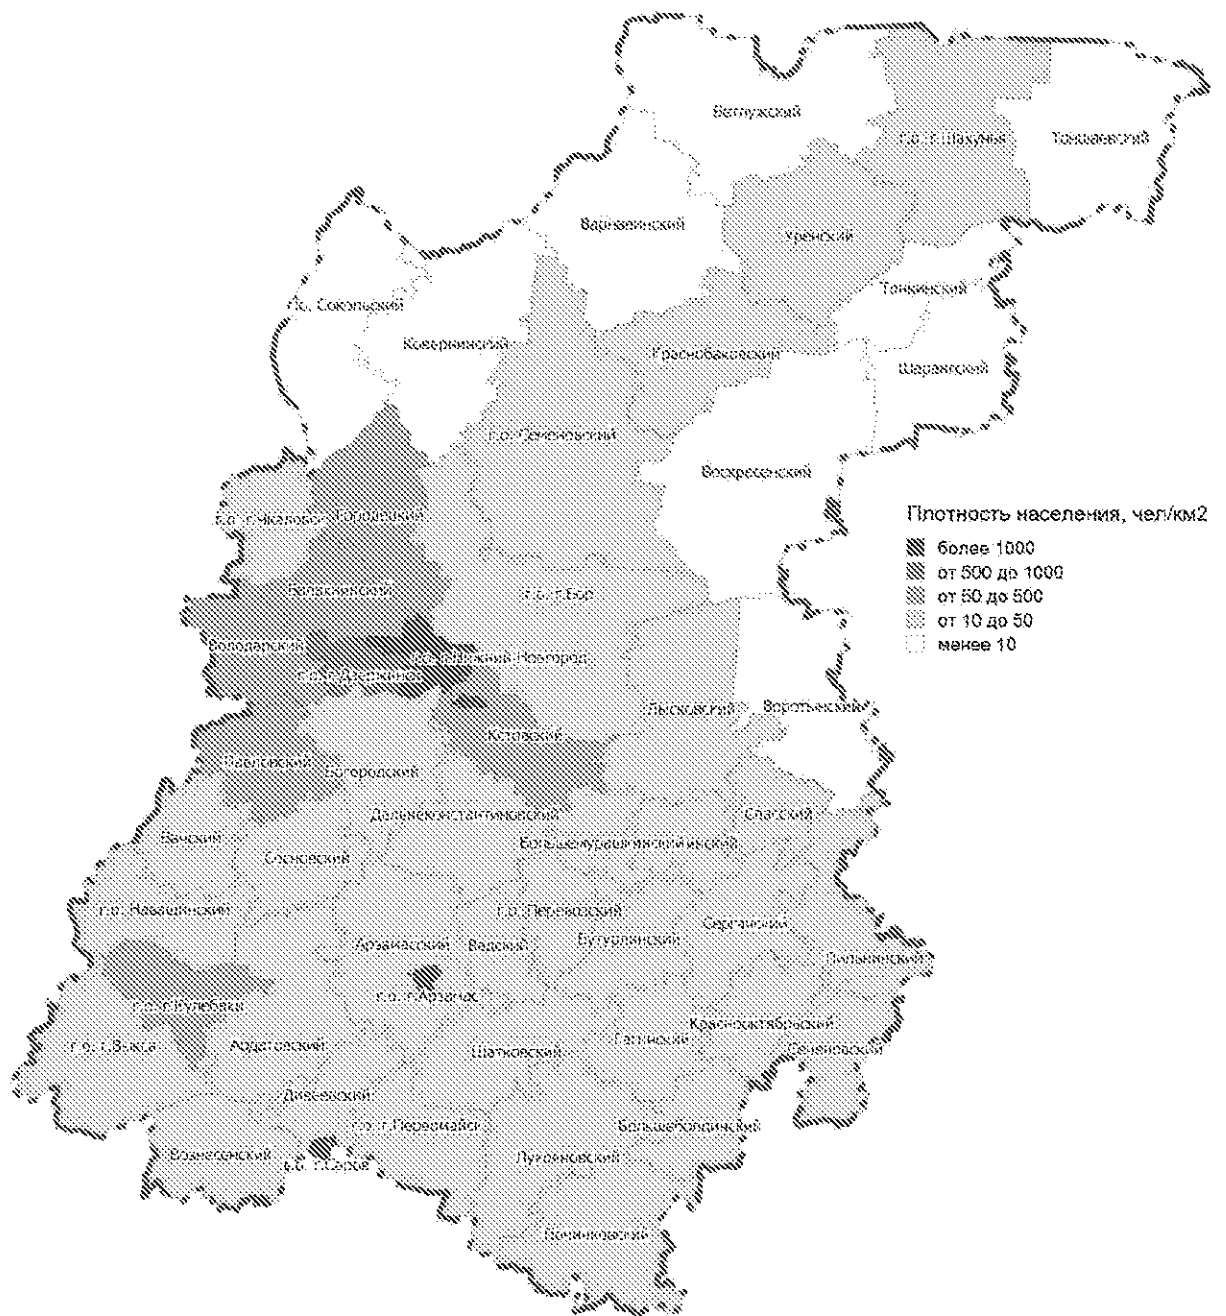 Ветлужский
г.о. г.Шахунья
Тоншаевский
Варнавинский
Уренский
Тонкинский
г.о. Сокольский
Ковернинский
Краснобаковский
Шарангский
г.о. Семеновский
Воскресенский
г.о. г.Чкаловск
Городецкий
Плотность населения, чел/км2
более 1000
от 500 до 1000
от 50 до 500
от 10 до 50
менее 10
Балахнинский
г.о. г.Бор
Володарский
г.о. г.Нижний Новгород
г.о. г.Дзержинск
Лысковский
Воротынский
Кстовский
Павловский
Богородский
Дальнеконстантиновский
Спасский
Вачский
Сосновский
Большемурашкинский
инский
г.о. Навашинский
г.о. Перевозский
Сергачский
Арзамасский
Вадский
Бутурлинский
Пильнинский
г.о. г.Арзамас
г.о. г.Кулебаки
Краснооктябрьский
г.о. г.Выкса
Ардатовский
Шатковский
Гагинский
Сеченовский
Дивеевский
г.о. г.Первомайск
Большеболдинский
Вознесенский
г.о. г.Саров
Лукояновский
Починковский